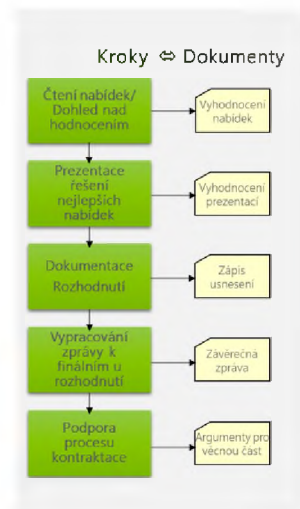 Kroky ⇔ Dokumenty
Čtení nabídek/
Dohled nad
hodnocením
Vyhodnocení
nabídek
Prezentace
řešení
nejlepších
nabídek
Vyhodnocení
prezentací
Dokumentace
Rozhodnutí
Zápis
usnesení
Vypracování
zprávy k
finálním u
rozhodnutí
Závěrečná
zpráva
Podpora
procesu
kontraktace
Argumenty pro
věcnou část